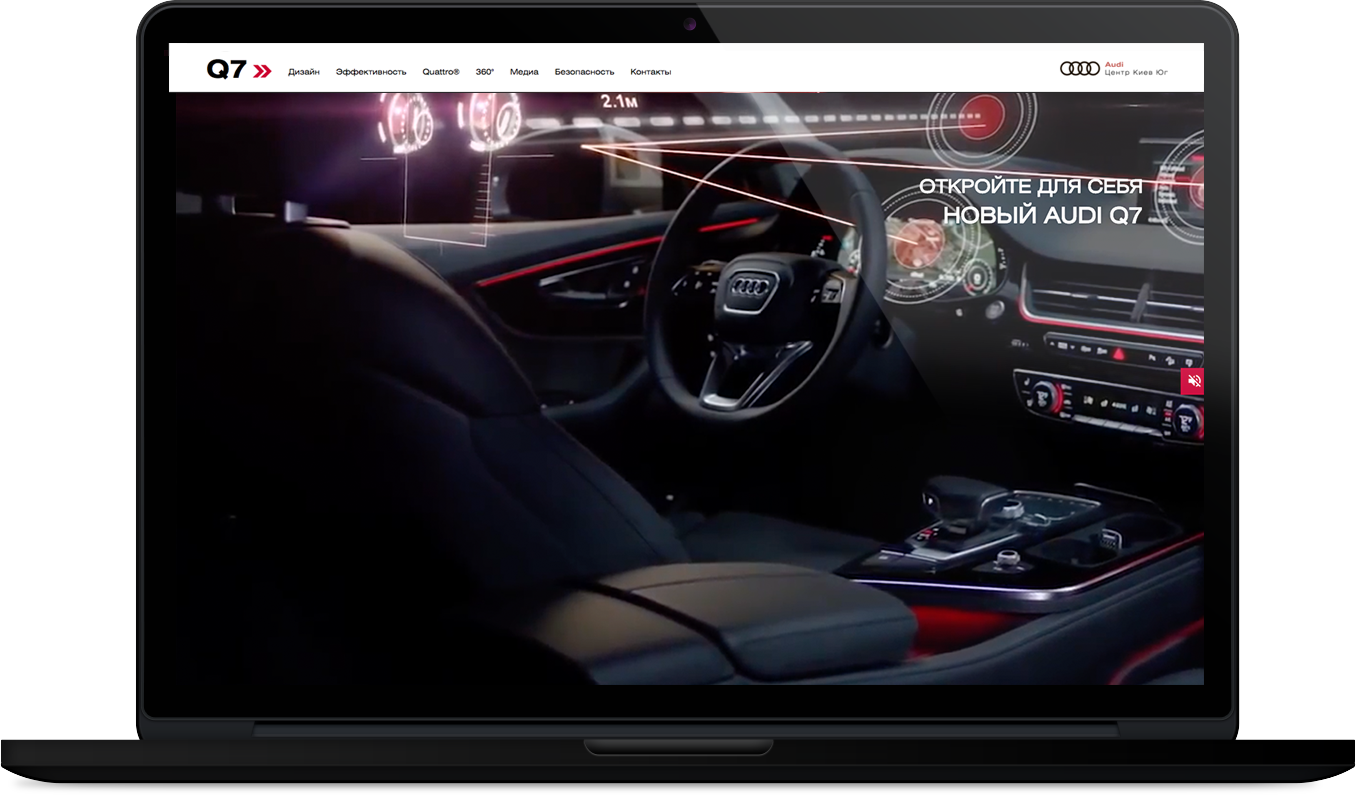 Q7
Дизайн
Эффективность
Quattro®
360°
Медиа
Безопасность
Контакты
Audi
Центр Киев Юг
2.1м
ОТКРОЙТЕ ДЛЯ СЕБЯ
НОВЫЙ AUDI Q7